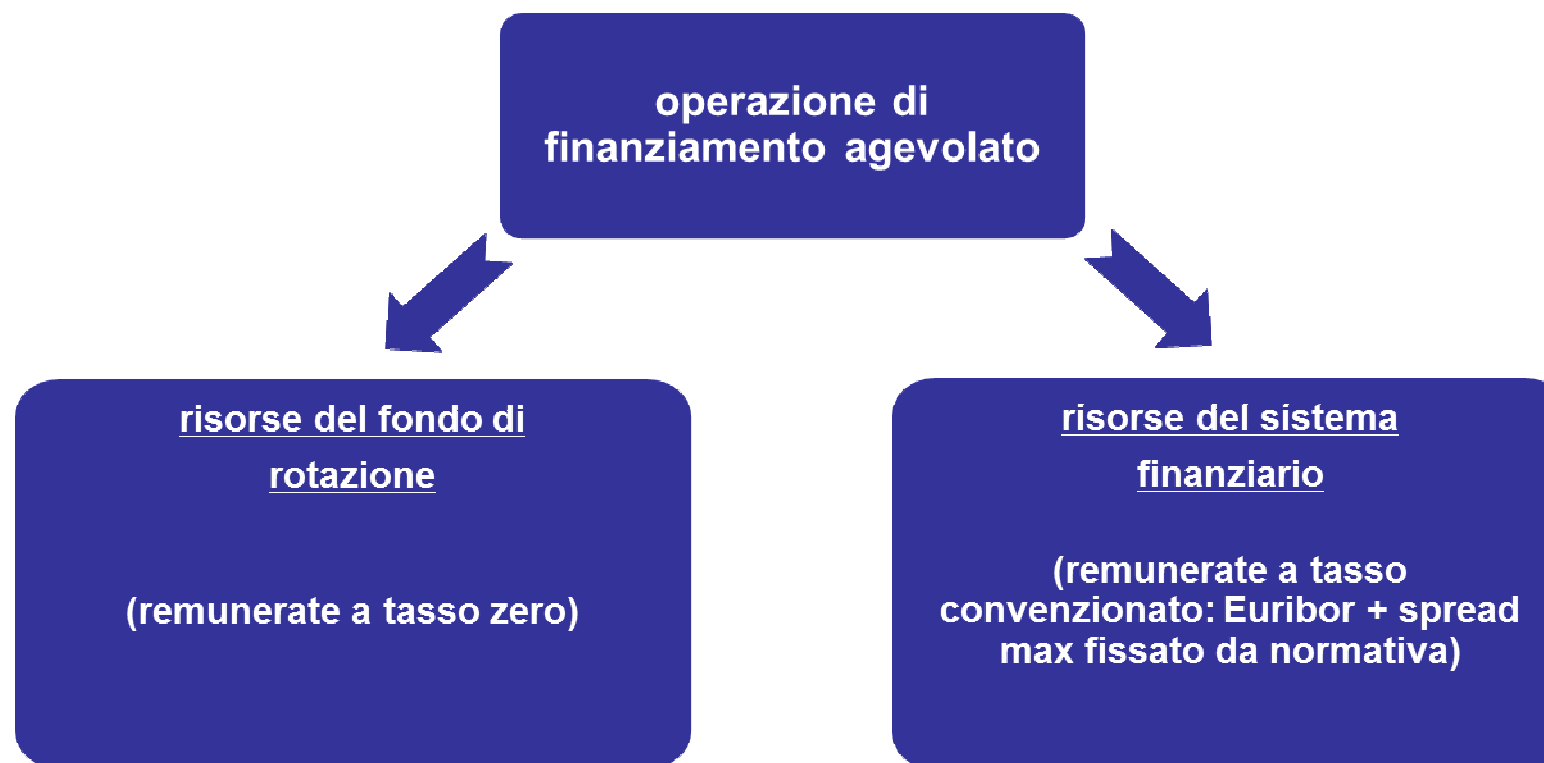 operazione di
finanziamento agevolato
risorse del fondo di
rotazione
(remunerate a tasso zero)
risorse del sistema
finanziario
(remunerate a tasso
convenzionato: Euribor + spread
max fissato da normativa)